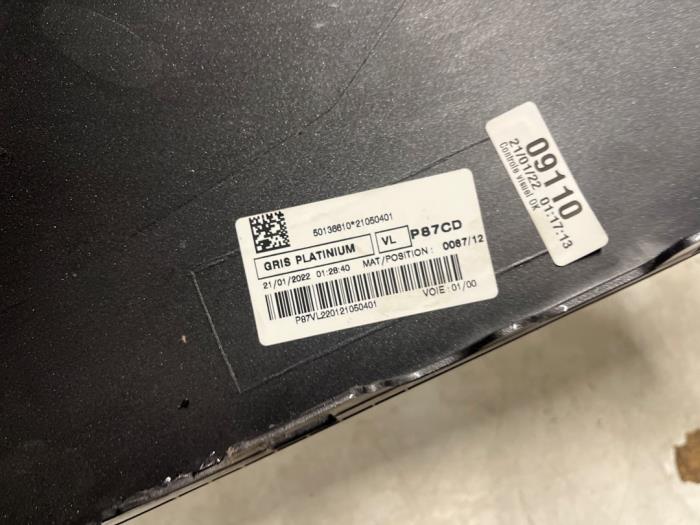 50136610*21050401
GRIS PLATINIUM VL P87CD
21/01/2022 01:28:40 MAT/POSITION : 0067/12
P87VL220121050401 VOIE : 01/00
09110
21/01/22 01:17:13
Controle visuel OK